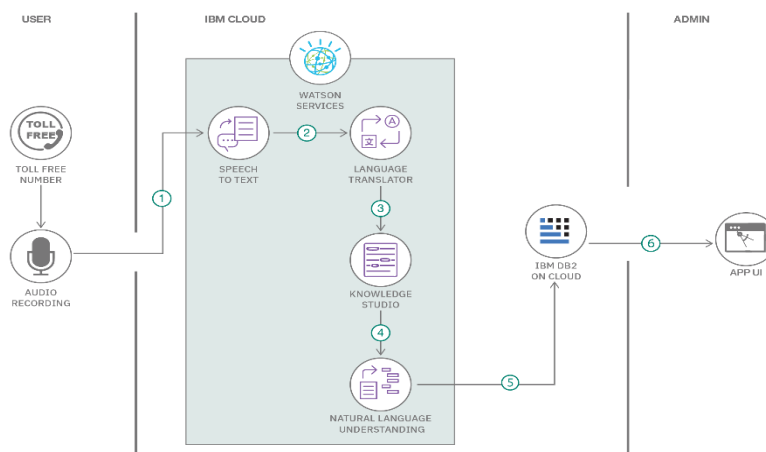 USER
IBM CLOUD
ADMIN
WATSON
SERVICES
TOLL
FREE
TOLL FREE
NUMBER
A
文
SPEECH
TO TEXT
2
LANGUAGE
TRANSLATOR
1
3
AUDIO
RECORDING
KNOWLEDGE
STUDIO
IBM DB2
ON CLOUD
6
APP UI
4
NATURAL LANGUAGE
UNDERSTANDING
5